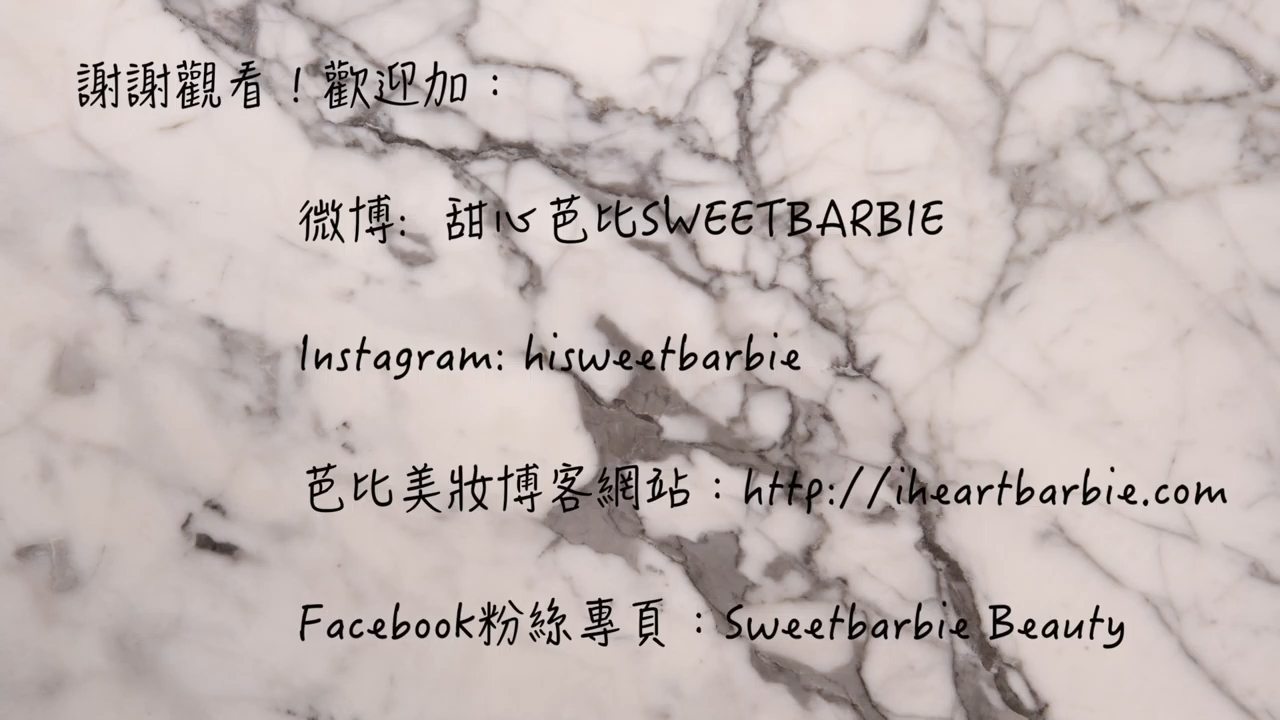 謝謝觀看！歡迎加：
微博: 甜心芭比SWEETBARBIE
Instagram: hisweetbarbie
芭比美妝博客網站：http://iheartbarbie.com
Facebook粉絲專頁：Sweetbarbie Beauty